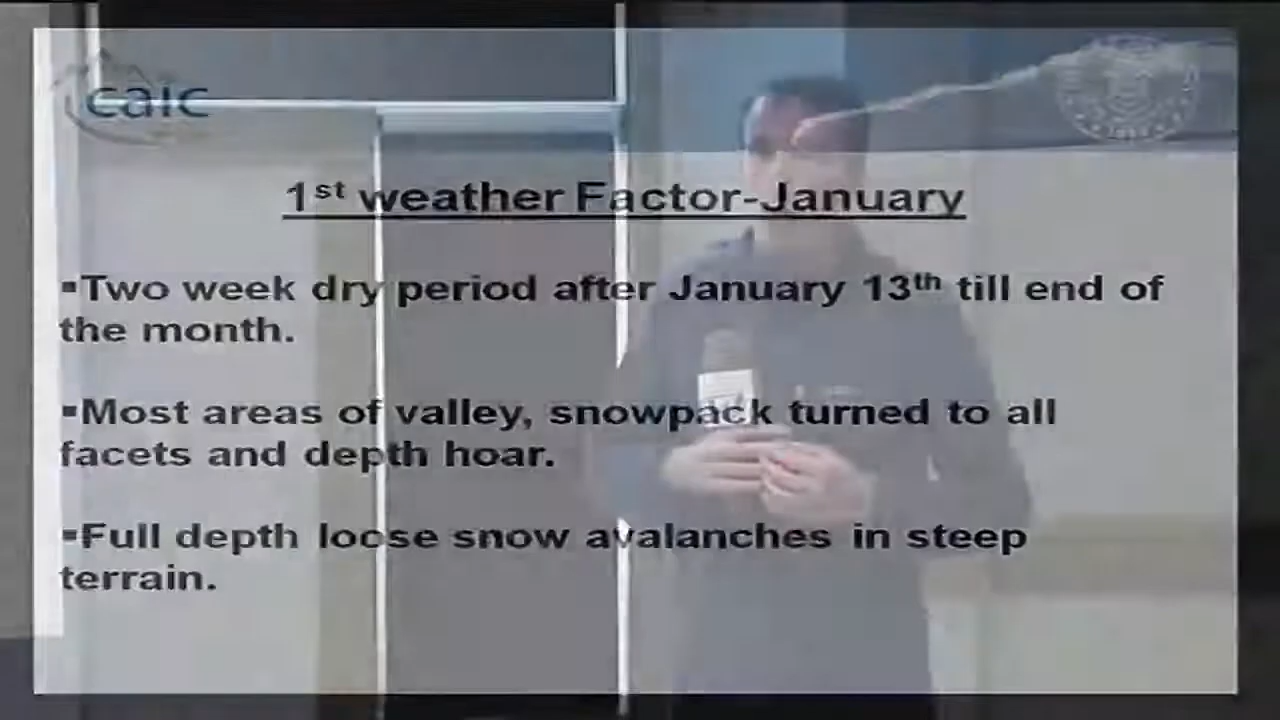 caic
1st weather Factor-January
▪Two week dry period after January 13th till end of
the month.
▪Most areas of valley, snowpack turned to all
facets and depth hoar.
▪Full depth loose snow avalanches in steep
terrain.